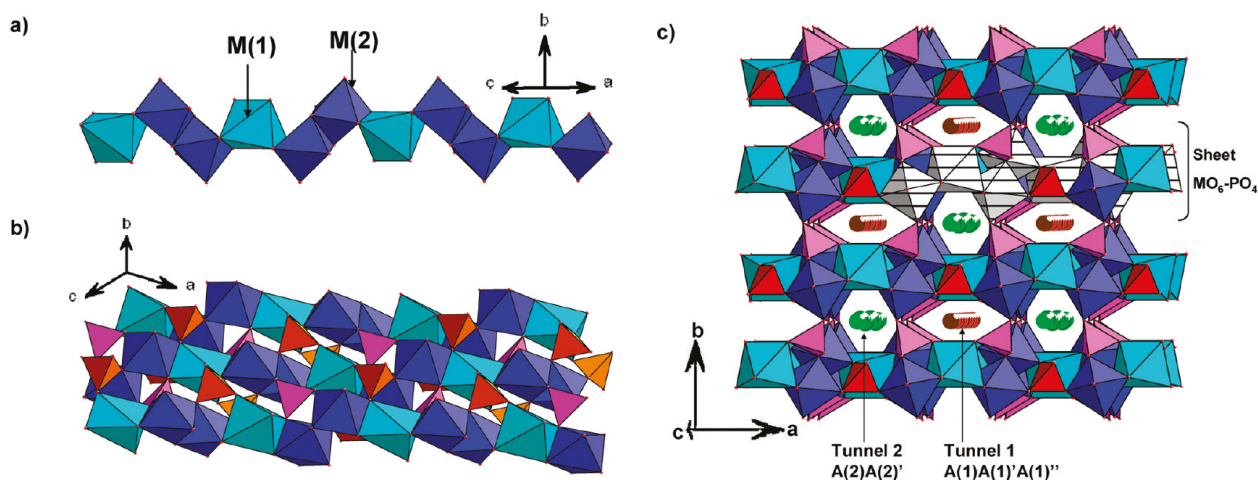 a)
M(1)
M(2)
b
c
a
b)
b
c
a
c)
Sheet
MO6-PO4
b
c
a
Tunnel 2
A(2)A(2)'
Tunnel 1
A(1)A(1)'A(1)''